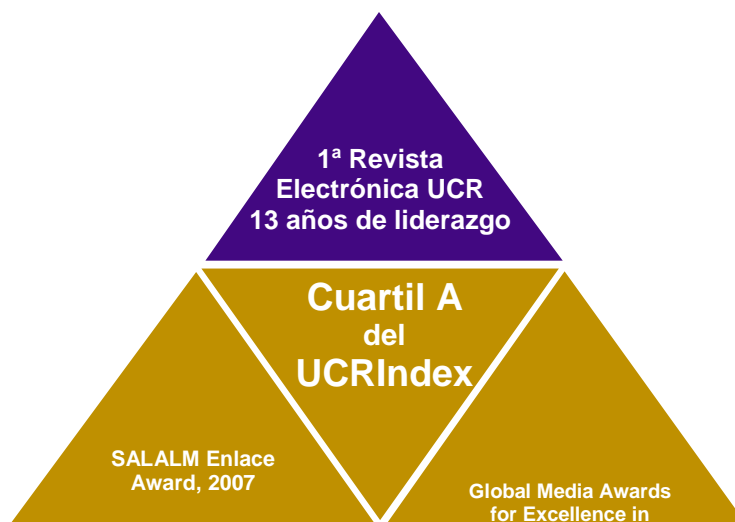 1ª Revista
Electrónica UCR
13 años de liderazgo
Cuartil A
del
UCRIndex
SALALM Enlace
Award, 2007
Global Media Awards
for Excellence in